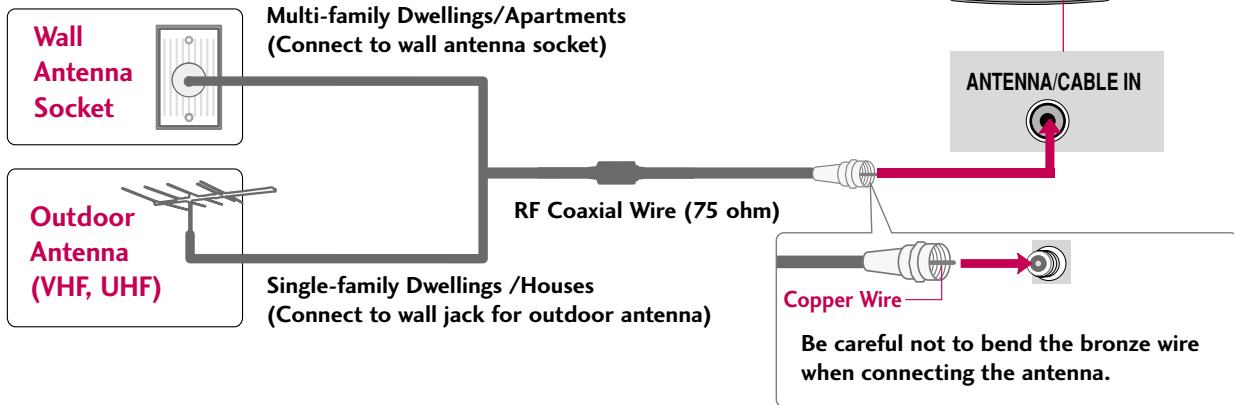 Wall
Antenna
Socket
Multi-family Dwellings/Apartments
(Connect to wall antenna socket)
ANTENNA/CABLE IN
Outdoor
Antenna
(VHF, UHF)
RF Coaxial Wire (75 ohm)
Single-family Dwellings /Houses
(Connect to wall jack for outdoor antenna)
Copper Wire
Be careful not to bend the bronze wire
when connecting the antenna.